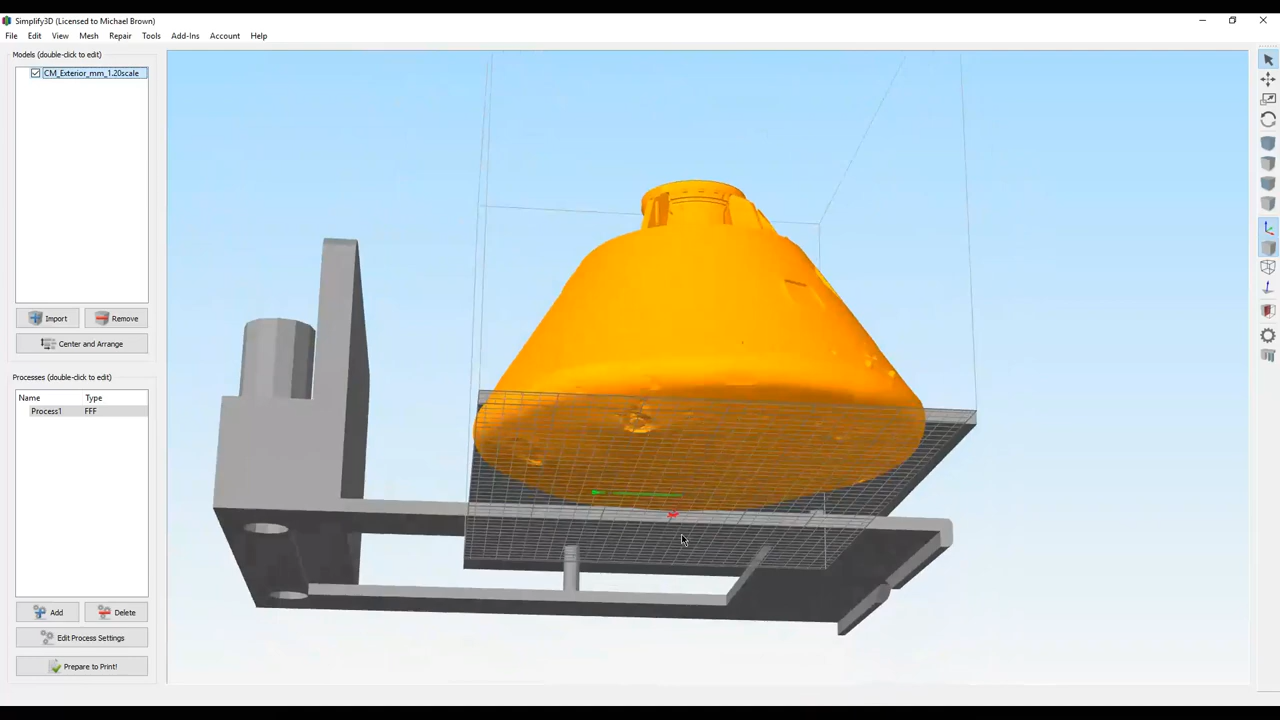 Simplify3D (Licensed to Michael Brown)
File Edit View Mesh Repair Tools Add-Ins Account Help
Models (double-click to edit)
CM_Exterior_mm_1.20scale
Import Remove
Center and Arrange
Processes (double-click to edit)
Name Type
Process1 FFF
Add Delete
Edit Process Settings
Prepare to Print!